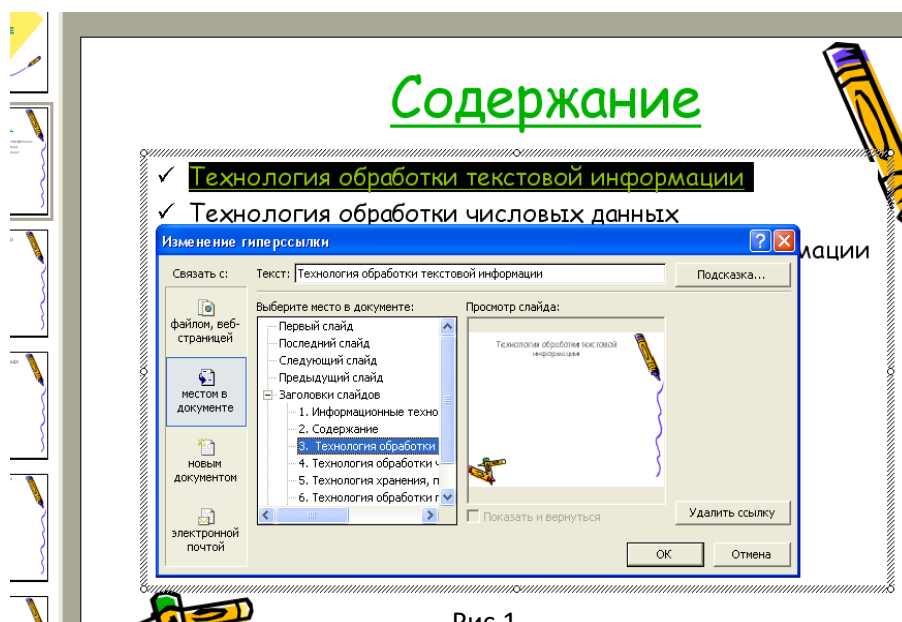 Содержание
Технология обработки текстовой информации
Технология обработки числовых данных
мации
Изменение гиперссылки
Связать с:
Текст: Технология обработки текстовой информации
Подсказка...
файлом, веб-
страницей
местом в
документе
новым
документом
электронной
почтой
Выберите место в документе:
Первый слайд
Последний слайд
Следующий слайд
Предыдущий слайд
Заголовки слайдов
1. Информационные техно
2. Содержание
3. Технология обработки
4. Технология обработки ч
5. Технология хранения, п
6. Технология обработки г
Просмотр слайда:
Технология обработки текстовой
информации
Показать и вернуться
Удалить ссылку
ОК
Отмена
Рис 1